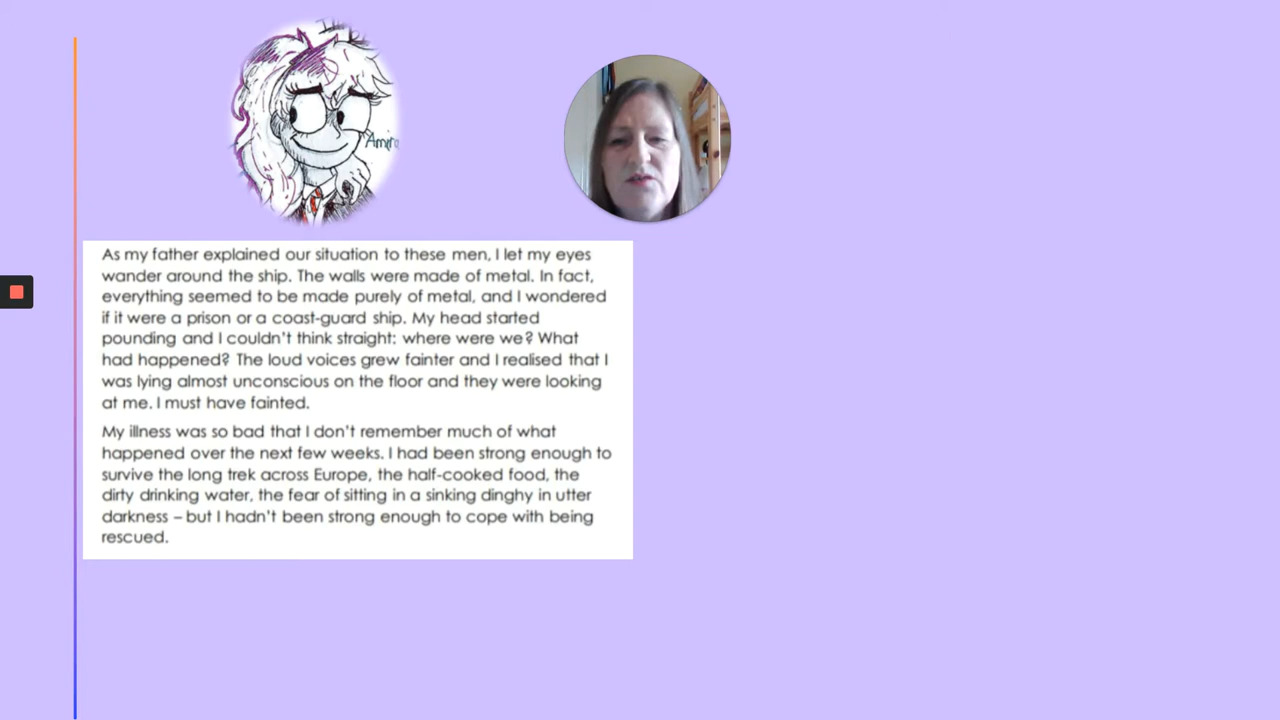 Amira
As my father explained our situation to these men, I let my eyes
wander around the ship. The walls were made of metal. In fact,
everything seemed to be made purely of metal, and I wondered
if it were a prison or a coast-guard ship. My head started
pounding and I couldn't think straight: where were we? What
had happened? The loud voices grew fainter and I realised that I
was lying almost unconscious on the floor and they were looking
at me. I must have fainted.
My illness was so bad that I don't remember much of what
happened over the next few weeks. I had been strong enough to
survive the long trek across Europe, the half-cooked food, the
dirty drinking water, the fear of sitting in a sinking dinghy in utter
darkness – but I hadn't been strong enough to cope with being
rescued.